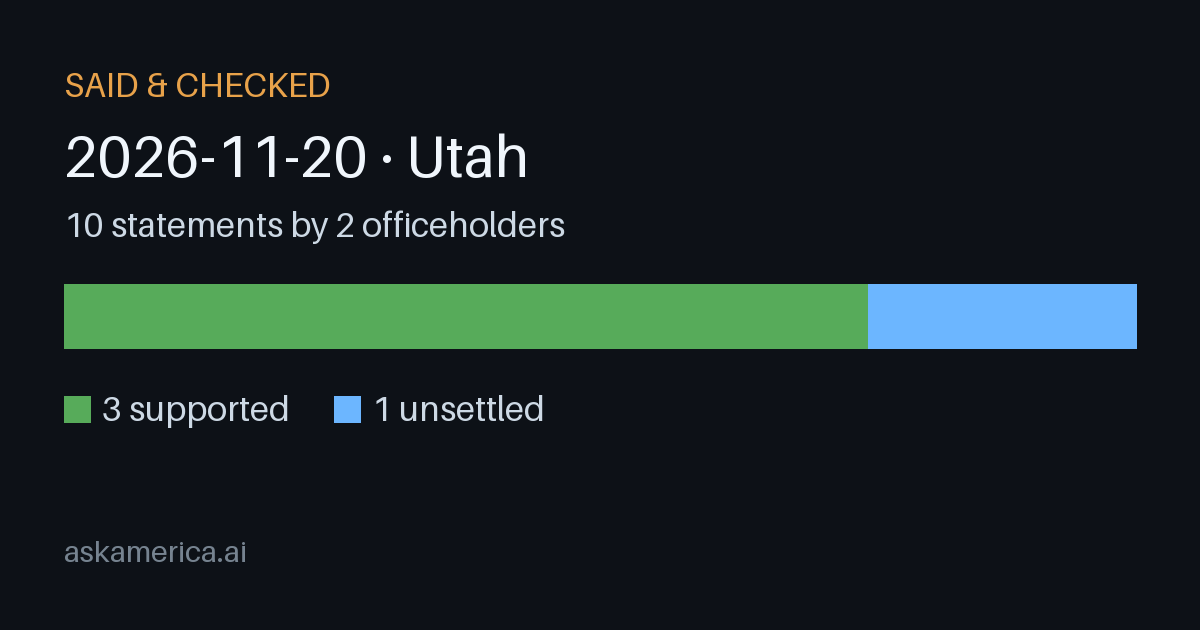 SAID & CHECKED
2026-11-20 · Utah
10 statements by 2 officeholders
3 supported
1 unsettled
askamerica.ai